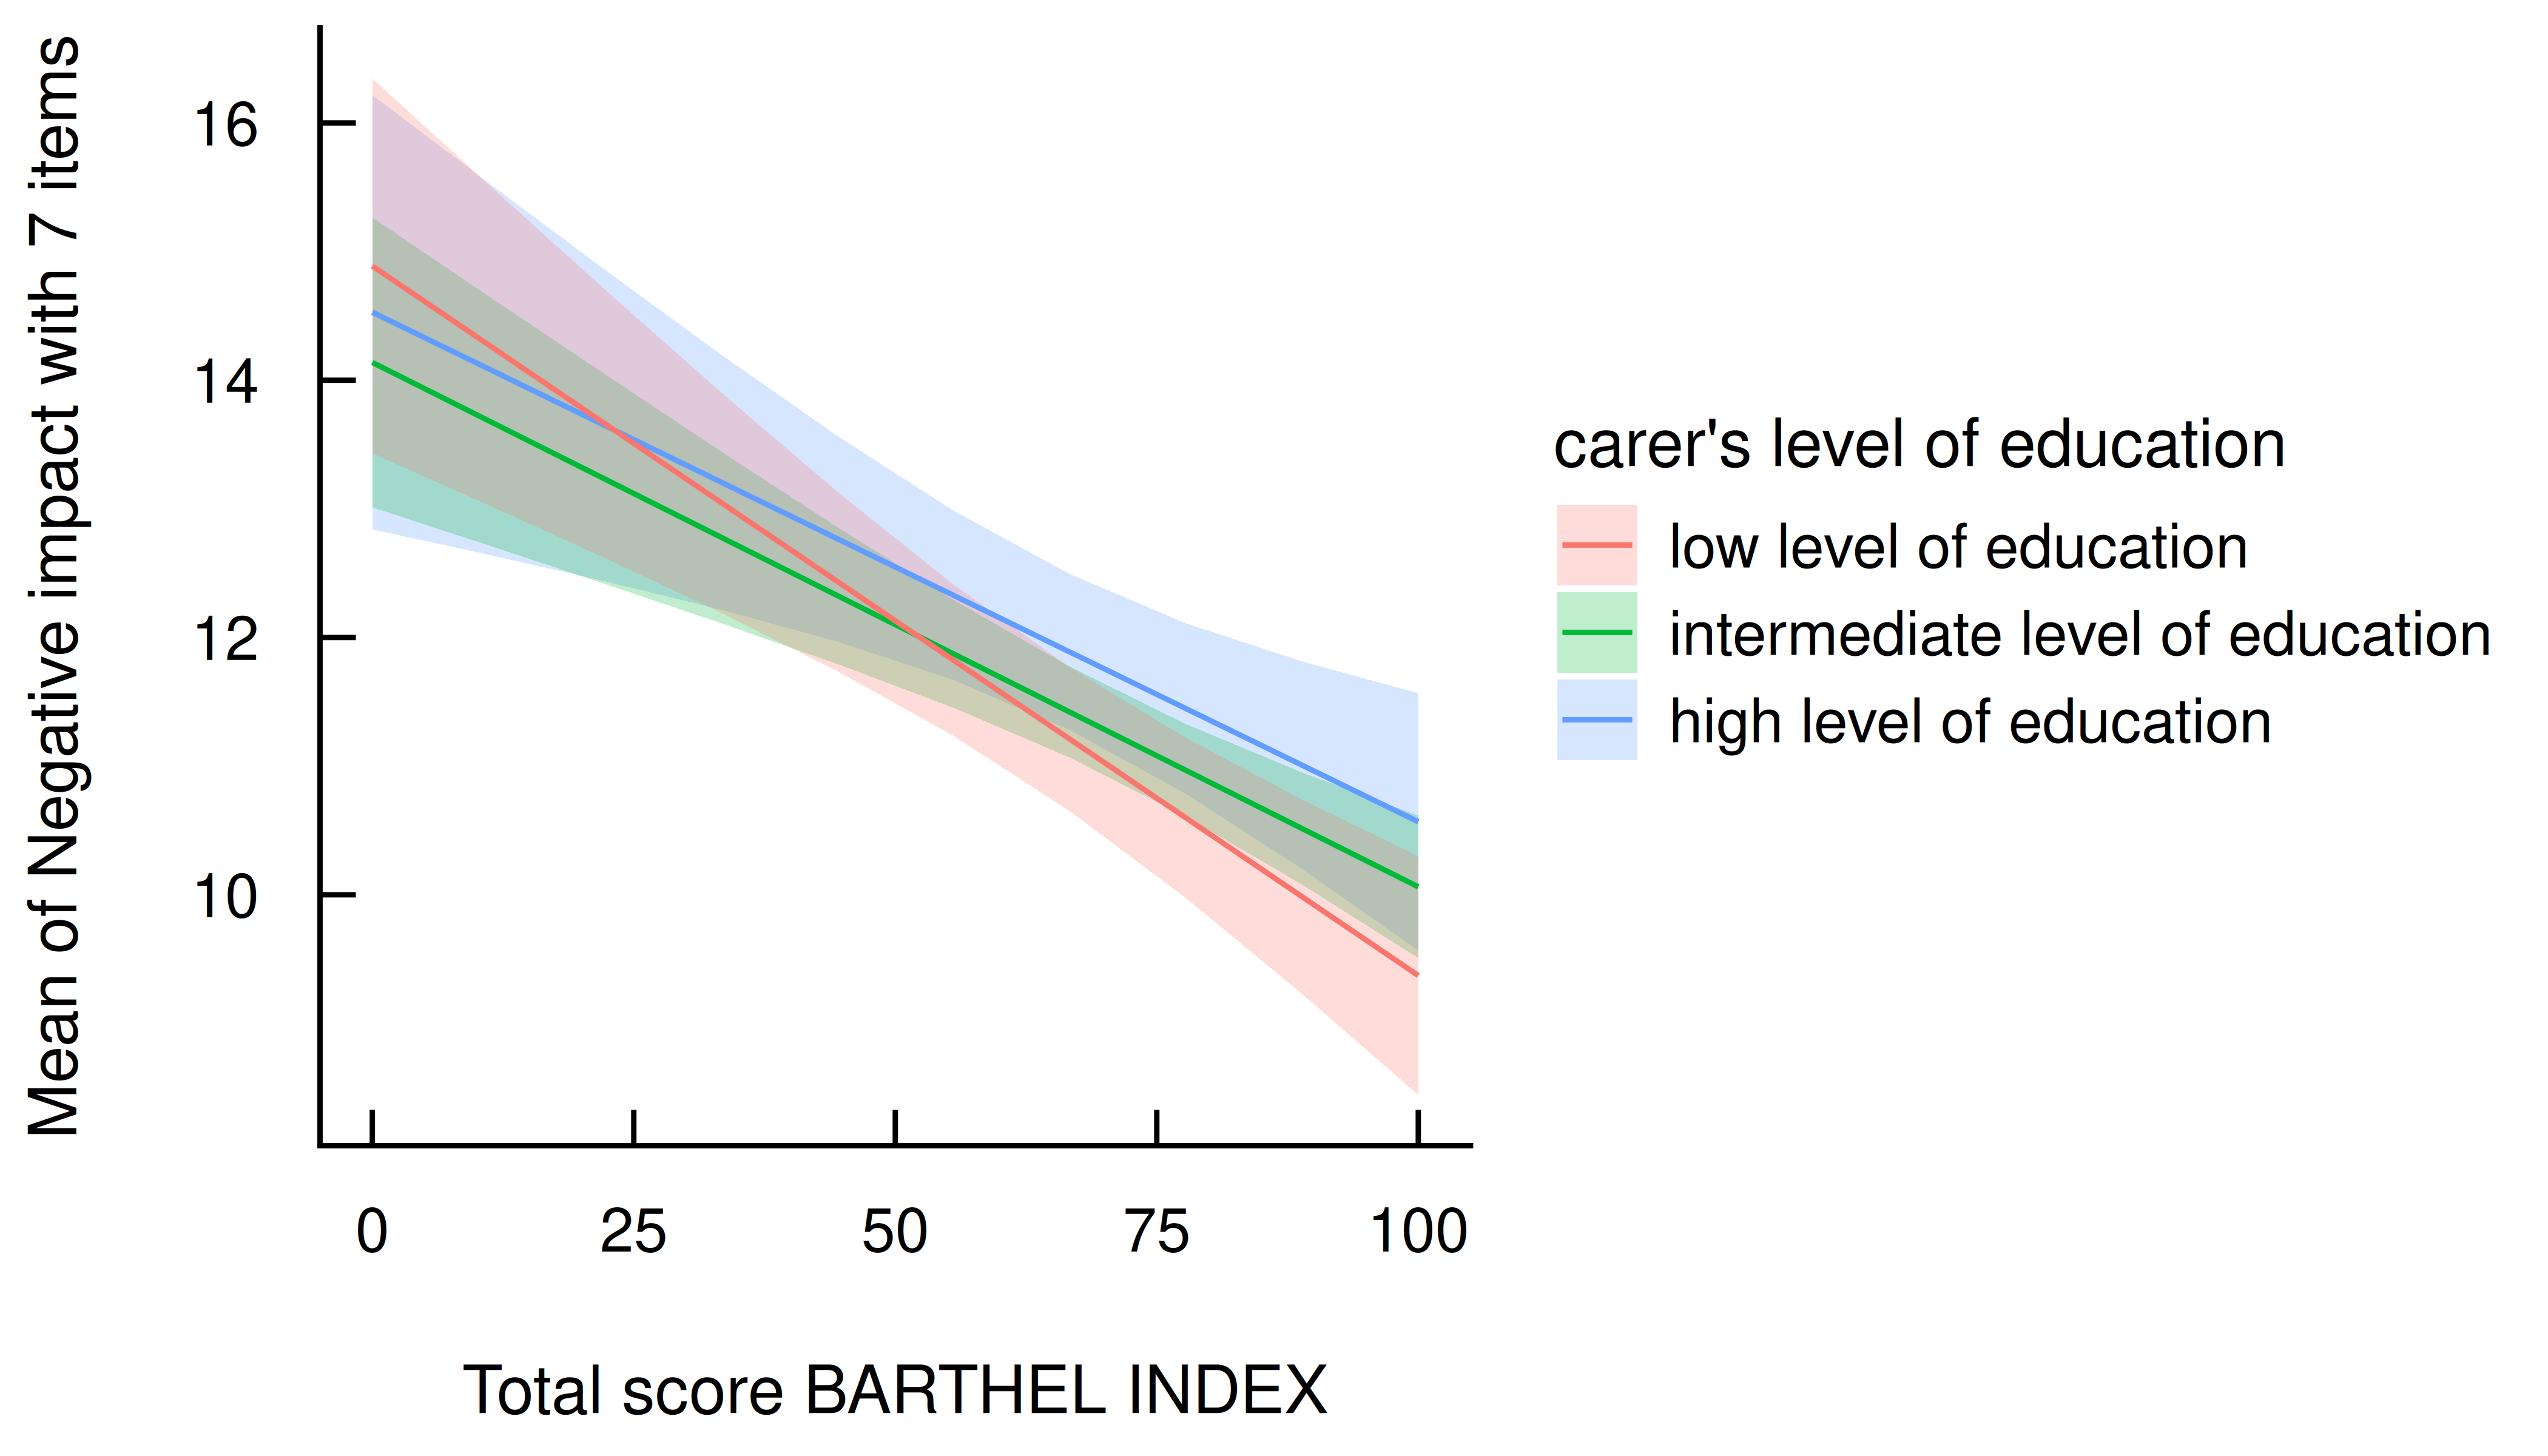 Mean of Negative impact with 7 items
16
14
12
10
0 25 50 75 100
Total score BARTHEL INDEX
carer's level of education
low level of education
intermediate level of education
high level of education